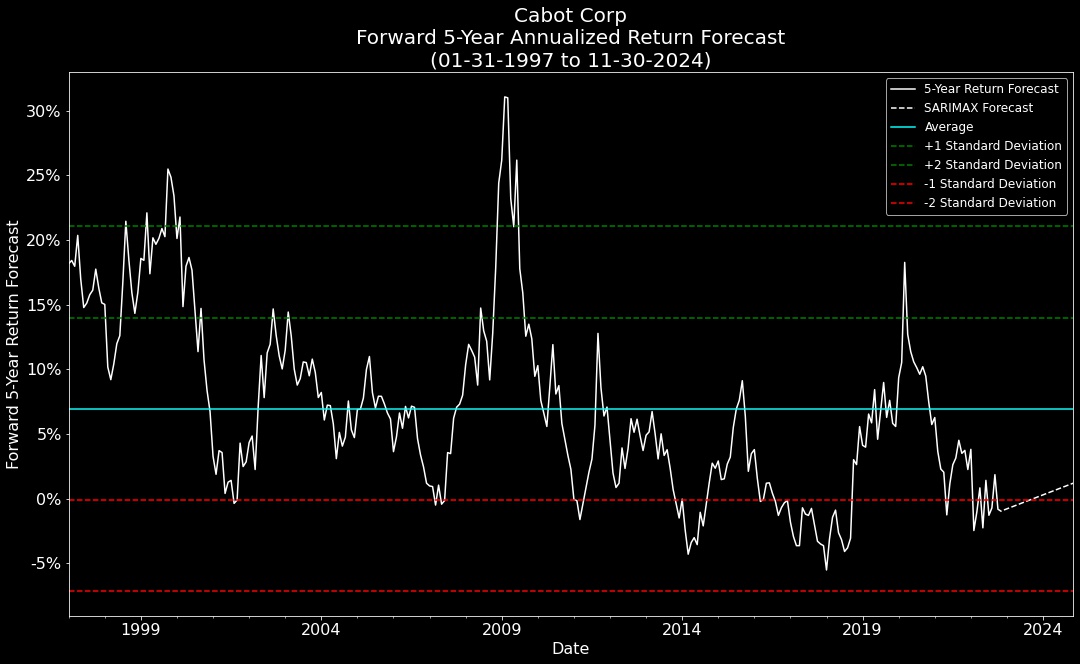 Cabot Corp
Forward 5-Year Annualized Return Forecast
(01-31-1997 to 11-30-2024)
5-Year Return Forecast
SARIMAX Forecast
Average
+1 Standard Deviation
+2 Standard Deviation
-1 Standard Deviation
-2 Standard Deviation
Forward 5-Year Return Forecast
30%
25%
20%
15%
10%
5%
0%
-5%
1999
2004
2009
2014
2019
2024
Date